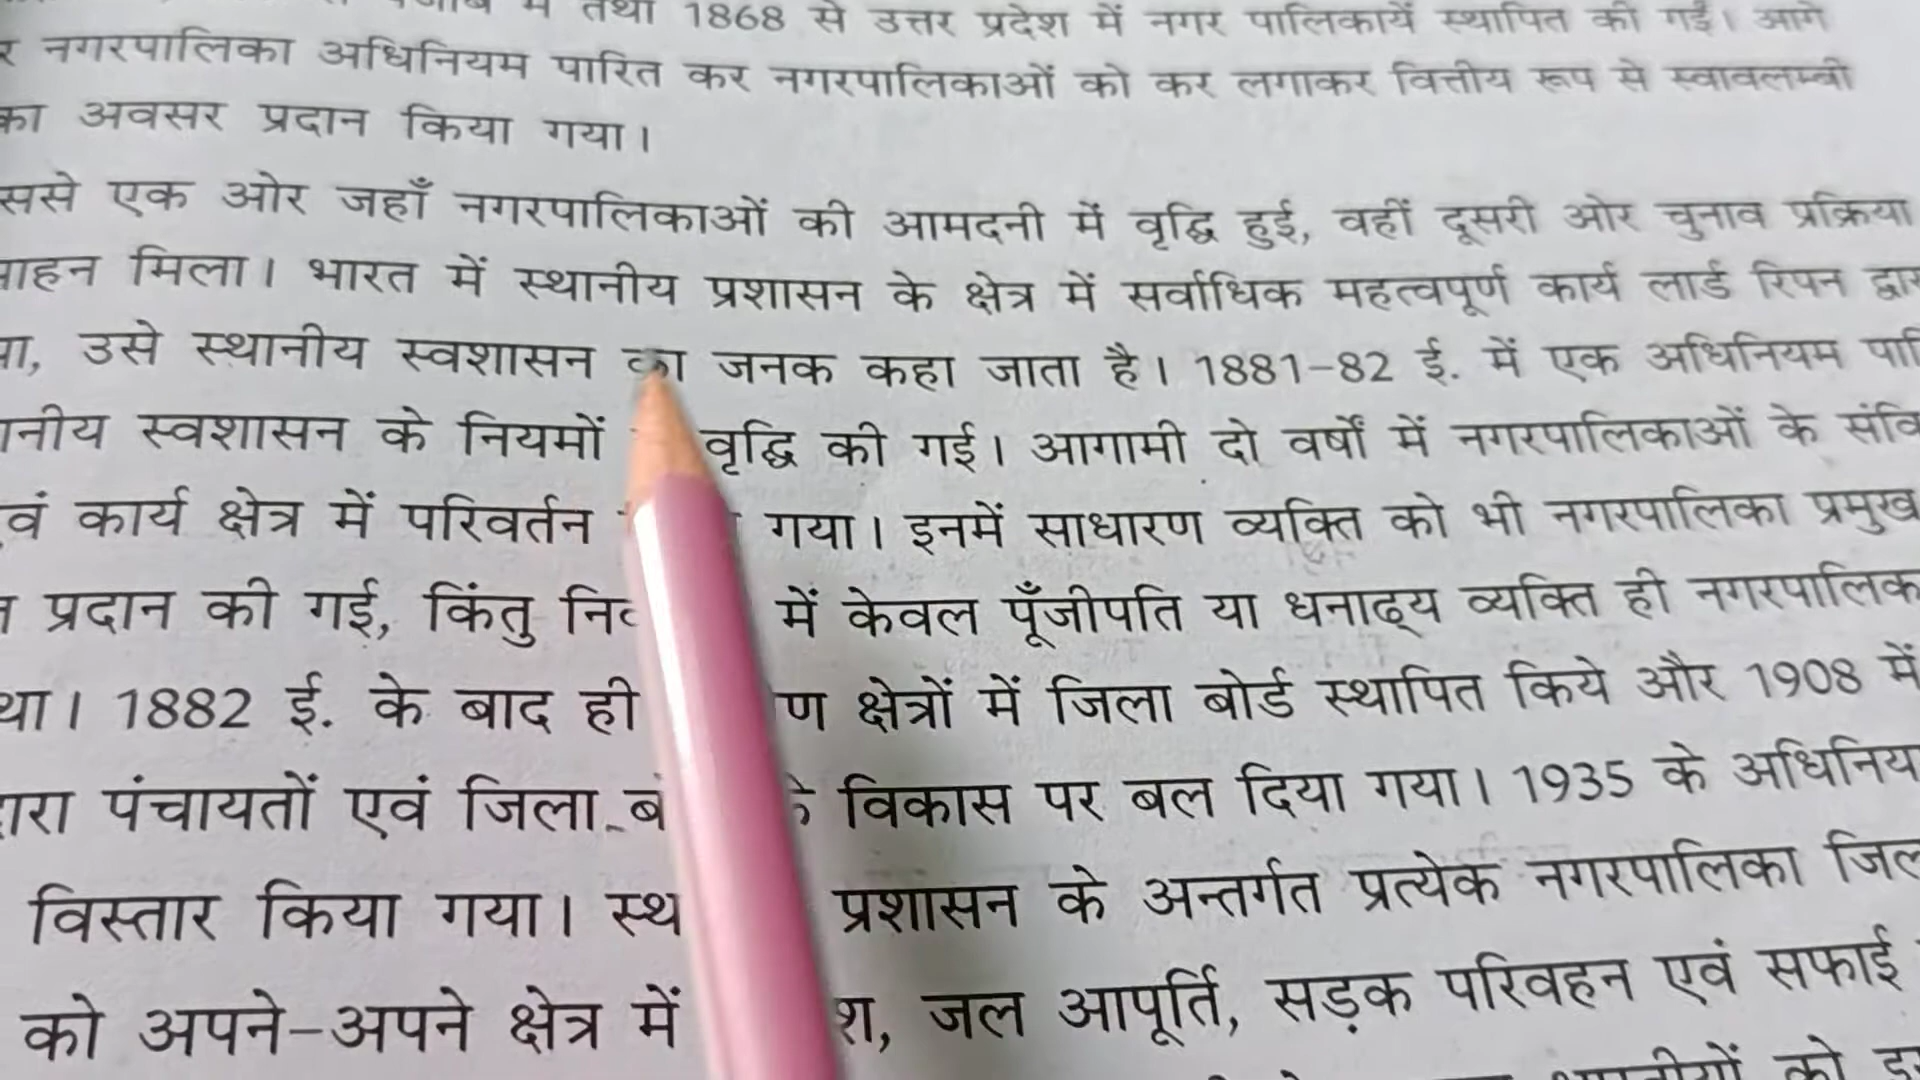 में तथा 1868 से उत्तर प्रदेश में नगर पालिकायें स्थापित की गईं। आगे
नगरपालिका अधिनियम पारित कर नगरपालिकाओं को कर लगाकर वित्तीय रूप से स्वावलम्बी
का अवसर प्रदान किया गया।
ससे एक ओर जहाँ नगरपालिकाओं की आमदनी में वृद्धि हुई, वहीं दूसरी ओर चुनाव प्रक्रिया
ाहन मिला। भारत में स्थानीय प्रशासन के क्षेत्र में सर्वाधिक महत्वपूर्ण कार्य लार्ड रिपन द्वार
उसे स्थानीय स्वशासन का जनक कहा जाता है। 1881-82 ई. में एक अधिनियम पारि
ानीय स्वशासन के नियमों वृद्धि की गई। आगामी दो वर्षों में नगरपालिकाओं के संवि
वं कार्य क्षेत्र में परिवर्तन गया। इनमें साधारण व्यक्ति को भी नगरपालिका प्रमुख
प्रदान की गई, किंतु में केवल पूँजीपति या धनाढ्य व्यक्ति ही नगरपालिक
था। 1882 ई. के बाद ही ण क्षेत्रों में जिला बोर्ड स्थापित किये और 1908 में
ारा पंचायतों एवं जिला विकास पर बल दिया गया। 1935 के अधिनिय
विस्तार किया गया। स्थ प्रशासन के अन्तर्गत प्रत्येक नगरपालिका जिल
को अपने-अपने क्षेत्र में श, जल आपूर्ति, सड़क परिवहन एवं सफाई
को